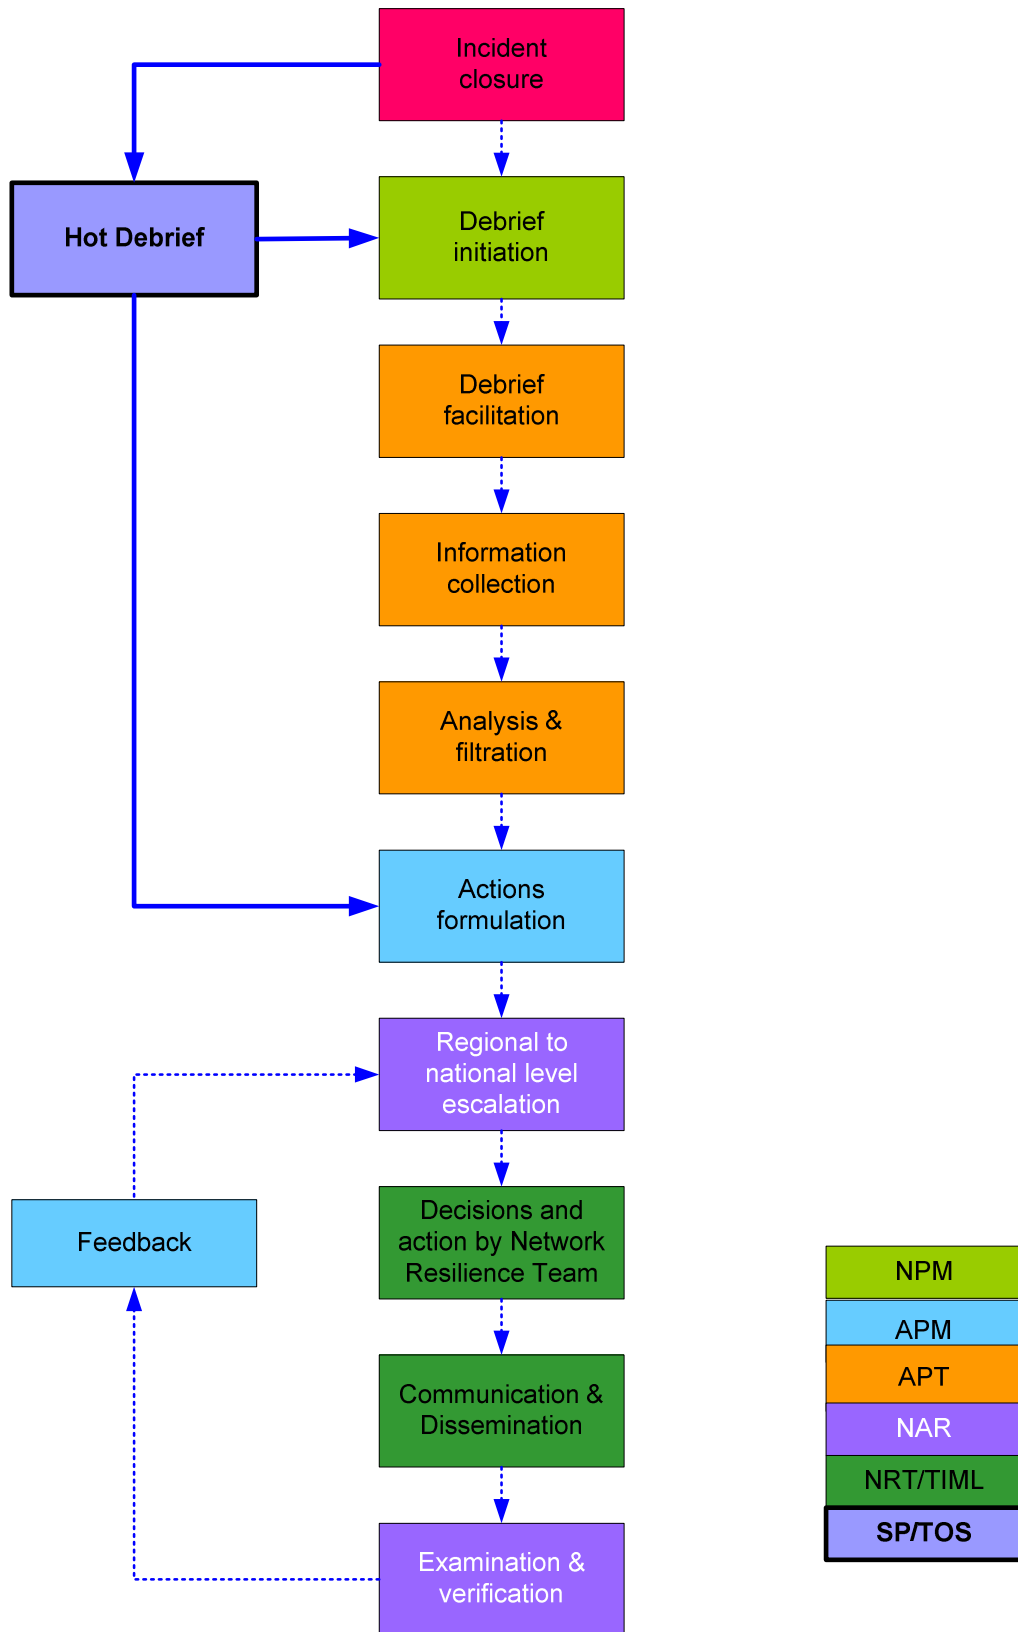 Incident
closure
Hot Debrief
Debrief
initiation
Debrief
facilitation
Information
collection
Analysis &
filtration
Actions
formulation
Regional to
national level
escalation
Feedback
Decisions and
action by Network
Resilience Team
Communication &
Dissemination
Examination &
verification
NPM
APM
APT
NAR
NRT/TIML
SP/TOS